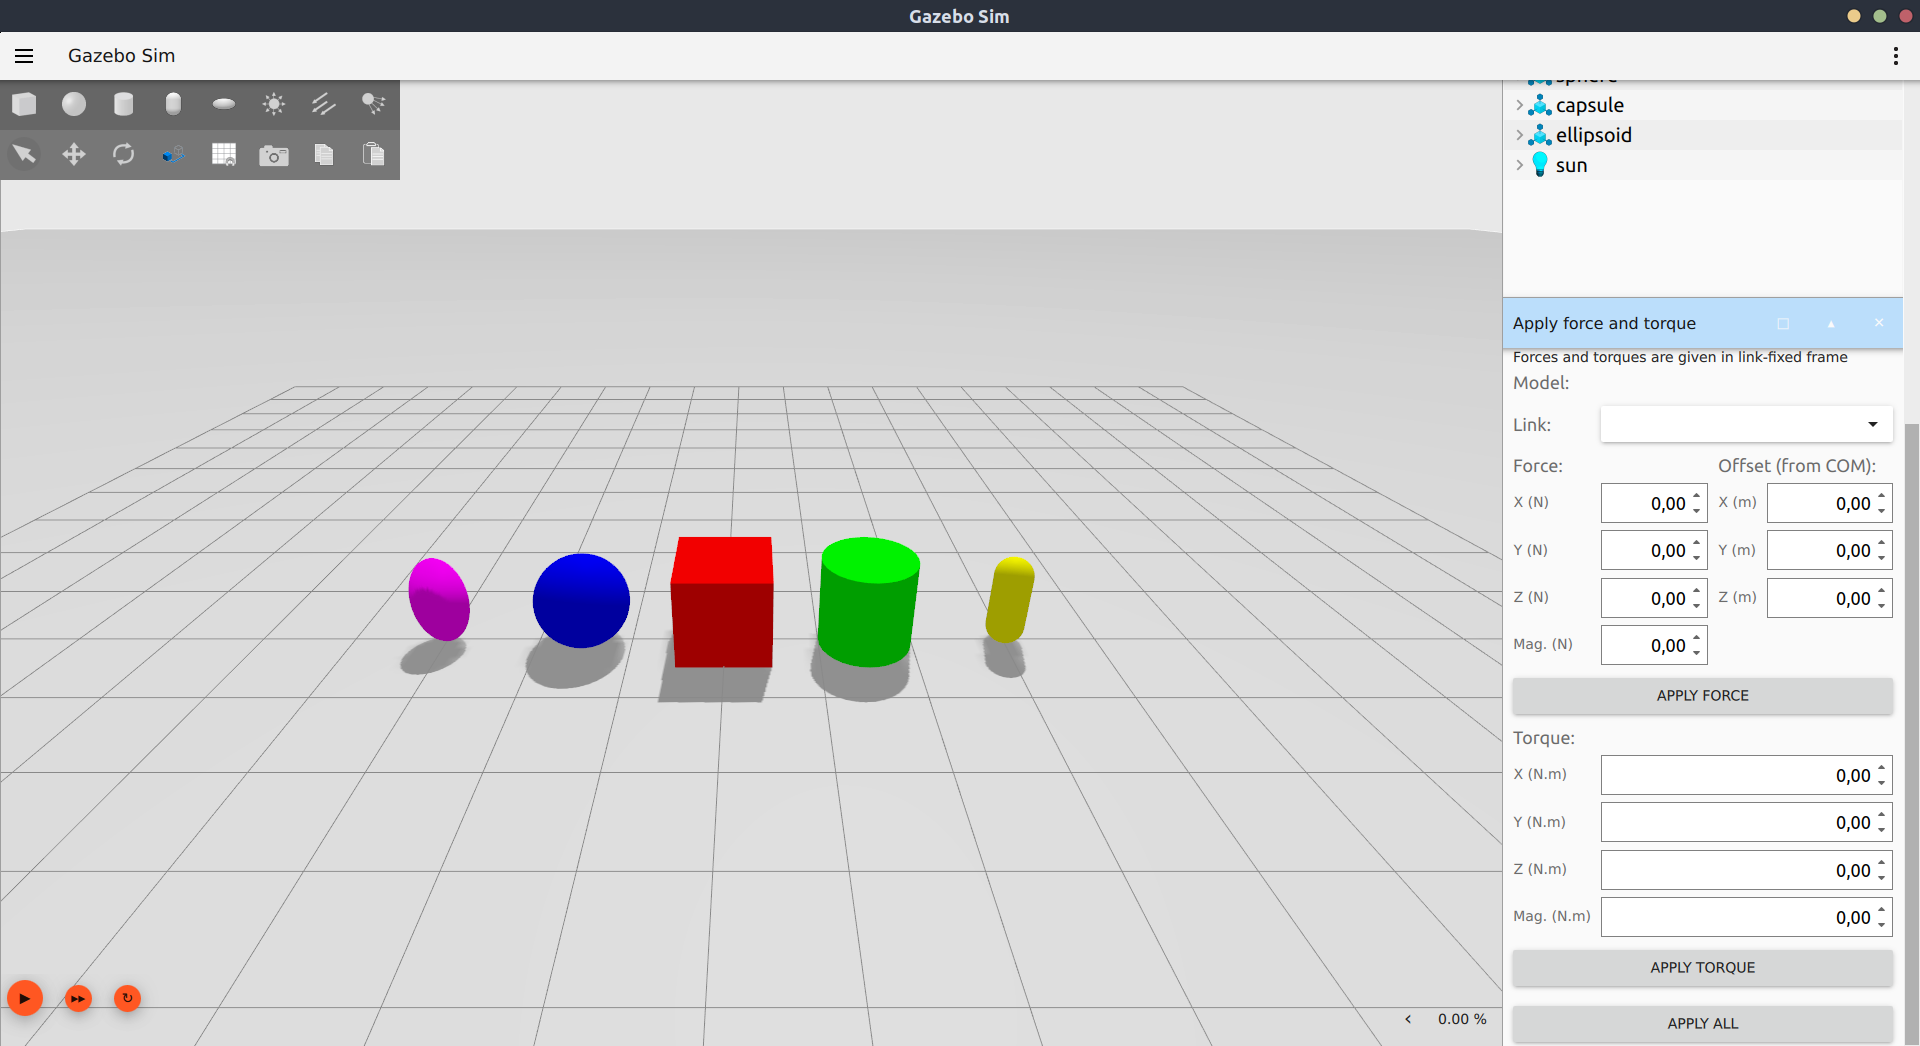 Gazebo Sim
Gazebo Sim
sphere
capsule
ellipsoid
sun
Apply force and torque
Forces and torques are given in link-fixed frame
Model:
Link:
Force: Offset (from COM):
X (N) 0,00 X (m) 0,00
Y (N) 0,00 Y (m) 0,00
Z (N) 0,00 Z (m) 0,00
Mag. (N) 0,00
APPLY FORCE
Torque:
X (N.m) 0,00
Y (N.m) 0,00
Z (N.m) 0,00
Mag. (N.m) 0,00
APPLY TORQUE
APPLY ALL
0.00 %